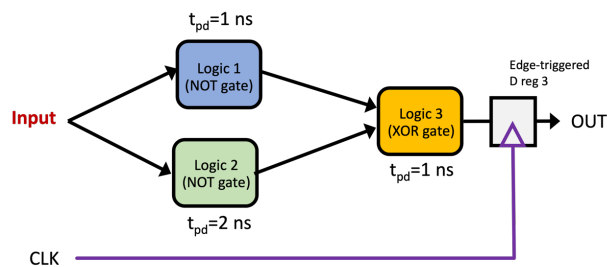 t_pd=1 ns
Logic 1
(NOT gate)
Edge-triggered
D reg 3
Input
Logic 3
(XOR gate)
OUT
Logic 2
(NOT gate)
t_pd=1 ns
t_pd=2 ns
CLK